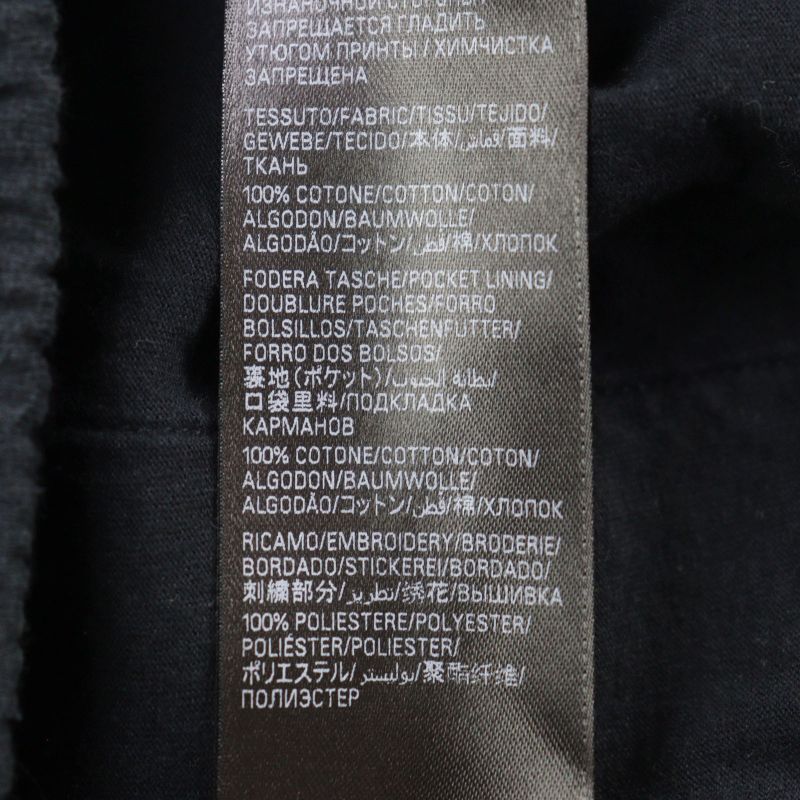 ИЗНАНОЧНОЙ СТОРОНЫ
ЗАПРЕЩАЕТСЯ ГЛАДИТЬ
УТЮГОМ ПРИНТЫ / ХИМЧИСТКА
ЗАПРЕЩЕНА
TESSUTO/FABRIC/TISSU/TEJIDO/
GEWEBE/TECIDO/本体/قماش/面料/
ТКАНЬ
100% COTONE/COTTON/COTON/
ALGODON/BAUMWOLLE/
ALGODÃO/コットン/قطن/棉/ХЛОПОК
FODERA TASCHE/POCKET LINING/
DOUBLURE POCHES/FORRO
BOLSILLOS/TASCHENFUTTER/
FORRO DOS BOLSOS/
裏地(ポケット)/بطانة الجيوب/
口袋里料/ПОДКЛАДКА
КАРМАНОВ
100% COTONE/COTTON/COTON/
ALGODON/BAUMWOLLE/
ALGODÃO/コットン/قطن/棉/ХЛОПОК
RICAMO/EMBROIDERY/BRODERIE/
BORDADO/STICKEREI/BORDADO/
刺繍部分/تطريز/绣花/ВЫШИВКА
100% POLIESTERE/POLYESTER/
POLIÉSTER/POLIESTER/
ポリエステル/بوليستر/聚酯纤维/
ПОЛИЭСТЕР